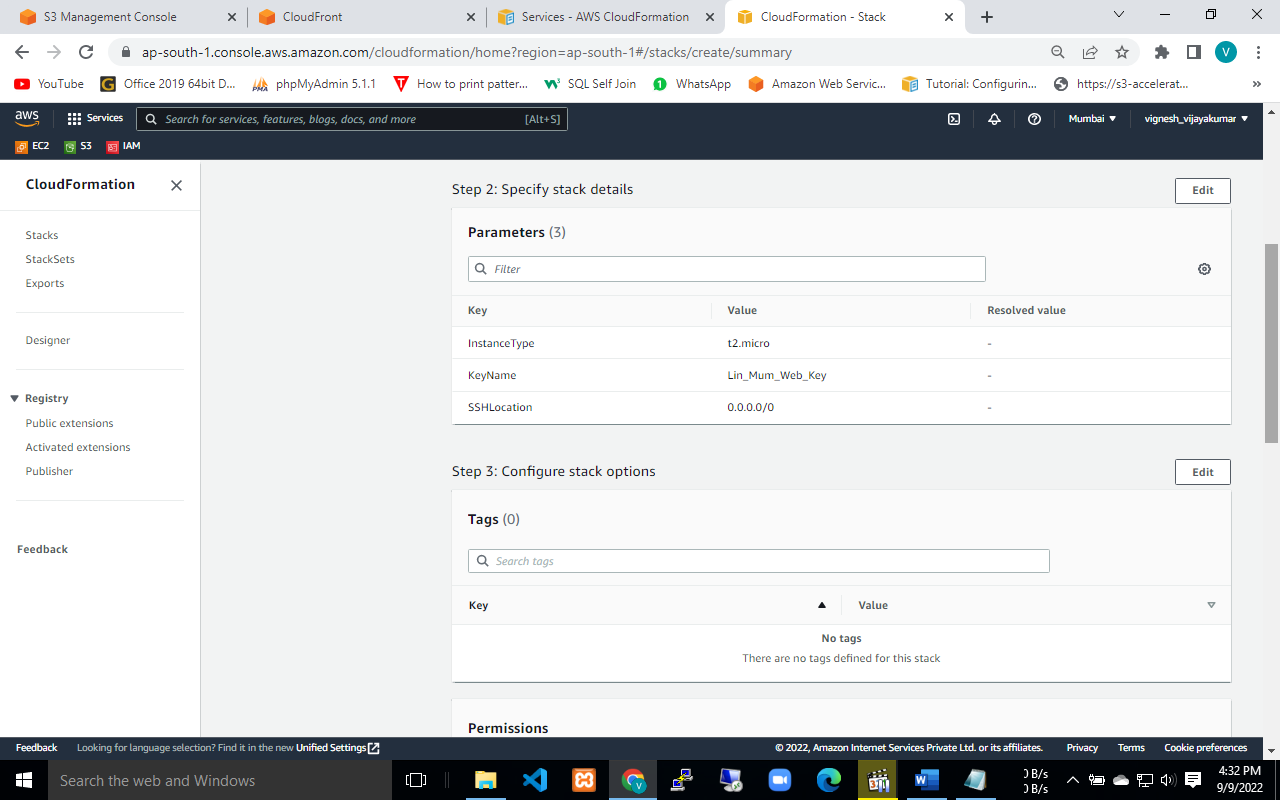 S3 Management Console
CloudFront
Services - AWS CloudFormation
CloudFormation - Stack
ap-south-1.console.aws.amazon.com/cloudformation/home?region=ap-south-1#/stacks/create/summary
V
YouTube
Office 2019 64bit D...
phpMyAdmin 5.1.1
How to print patter...
SQL Self Join
WhatsApp
Amazon Web Servic...
Tutorial: Configurin...
https://s3-accelerat...
aws
Services
Search for services, features, blogs, docs, and more
[Alt+S]
Mumbai
vignesh_vijayakumar
EC2
S3
IAM
CloudFormation
Stacks
StackSets
Exports
Designer
Registry
Public extensions
Activated extensions
Publisher
Feedback
Step 2: Specify stack details
Edit
Parameters (3)
Filter
Key Value Resolved value
InstanceType t2.micro -
KeyName Lin_Mum_Web_Key -
SSHLocation 0.0.0.0/0 -
Step 3: Configure stack options
Edit
Tags (0)
Search tags
Key Value
No tags
There are no tags defined for this stack
Permissions
Feedback
Looking for language selection? Find it in the new Unified Settings
© 2022, Amazon Internet Services Private Ltd. or its affiliates.
Privacy
Terms
Cookie preferences
Search the web and Windows
0 B/s
0 B/s
4:32 PM
9/9/2022